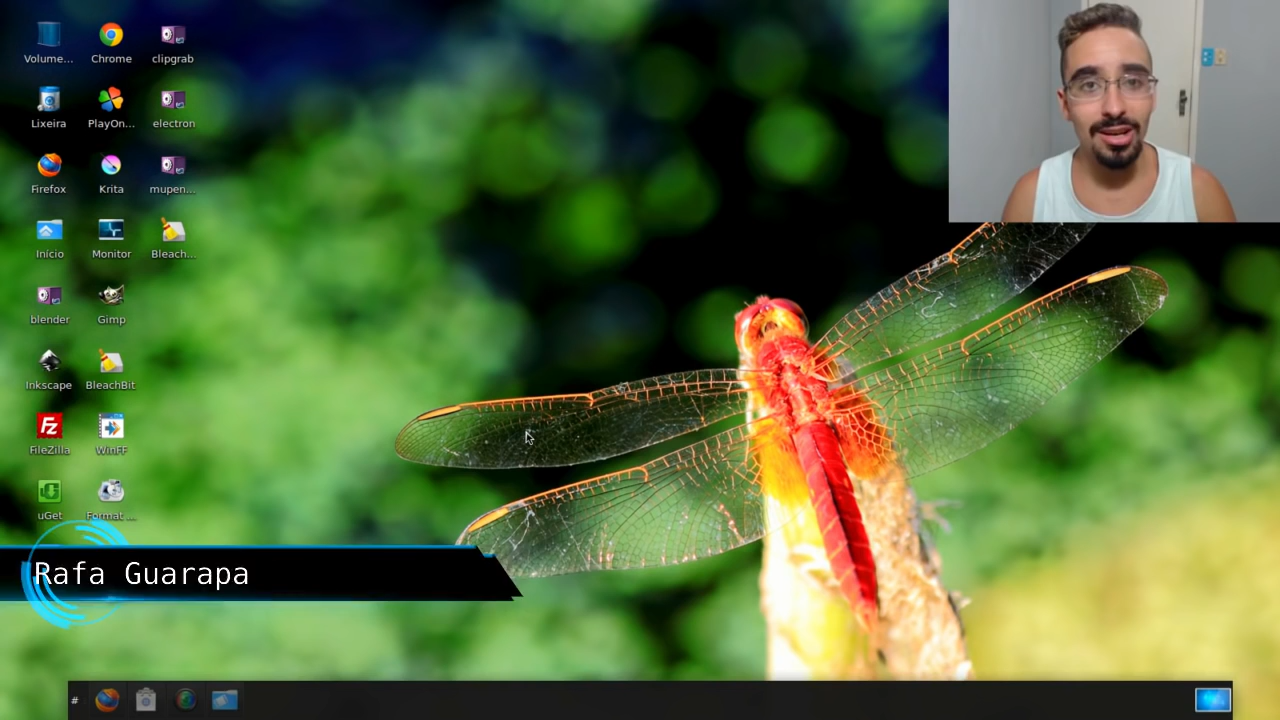 Volume...
Chrome
clipgrab
Lixeira
PlayOn...
electron
Firefox
Krita
mupen...
Início
Monitor
Bleach...
blender
Gimp
Inkscape
BleachBit
FileZilla
WinFF
uGet
Format ...
Rafa Guarapa
#